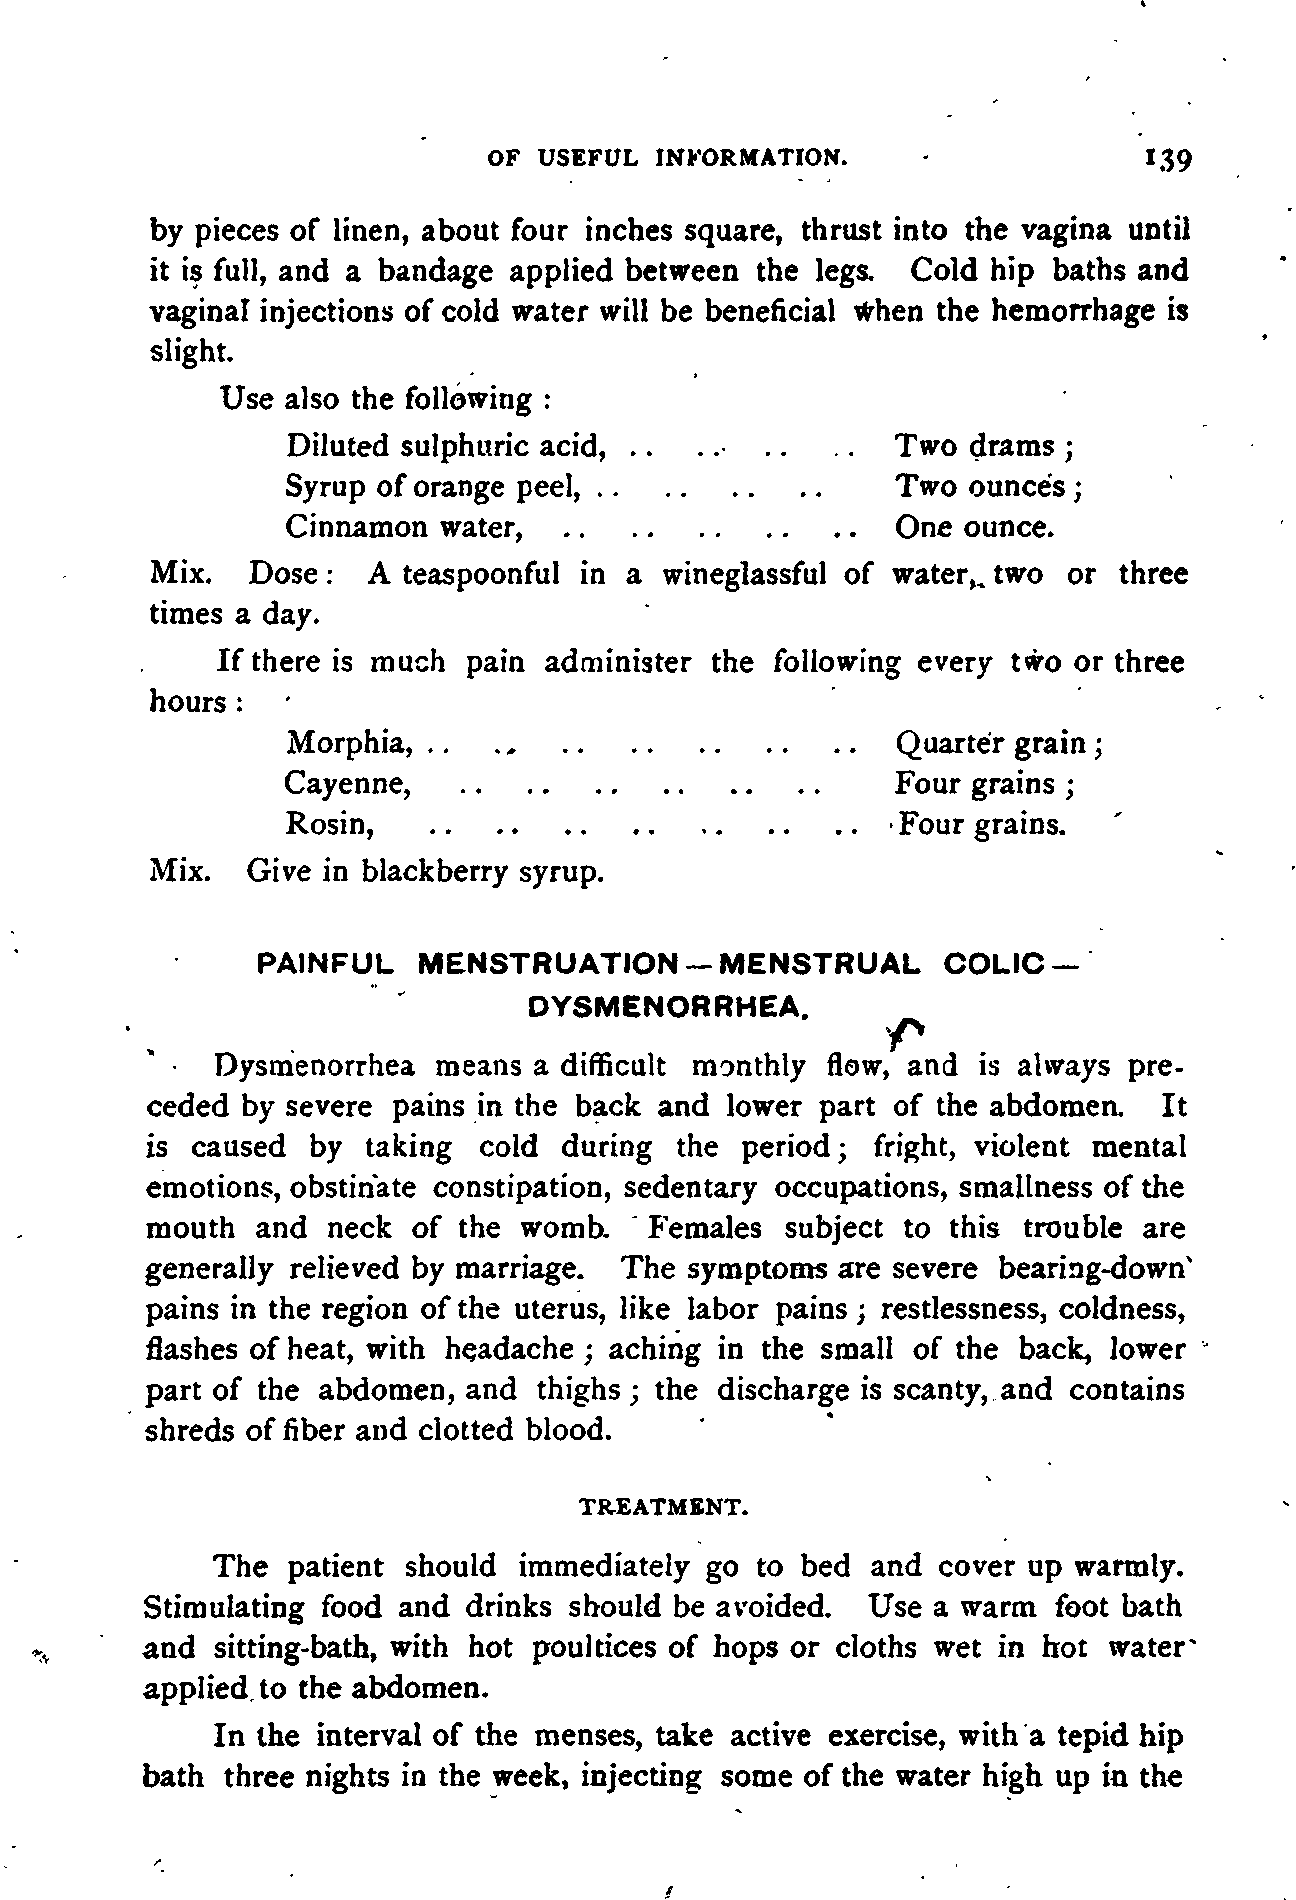 OF USEFUL INFORMATION. 139
by pieces of linen, about four inches square, thrust into the vagina until
it is full, and a bandage applied between the legs. Cold hip baths and
vaginal injections of cold water will be beneficial when the hemorrhage is
slight.
Use also the following :
Diluted sulphuric acid, .. .. .. .. Two drams ;
Syrup of orange peel, .. .. .. .. Two ounces ;
Cinnamon water, .. .. .. .. .. One ounce.
Mix. Dose : A teaspoonful in a wineglassful of water, two or three
times a day.
If there is much pain administer the following every two or three
hours :
Morphia, .. .. .. .. .. .. .. Quarter grain ;
Cayenne, .. .. .. .. .. .. Four grains ;
Rosin, .. .. .. .. .. .. .. Four grains.
Mix. Give in blackberry syrup.
PAINFUL MENSTRUATION — MENSTRUAL COLIC —
DYSMENORRHEA.
Dysmenorrhea means a difficult monthly flow, and is always pre-
ceded by severe pains in the back and lower part of the abdomen. It
is caused by taking cold during the period ; fright, violent mental
emotions, obstinate constipation, sedentary occupations, smallness of the
mouth and neck of the womb. Females subject to this trouble are
generally relieved by marriage. The symptoms are severe bearing-down
pains in the region of the uterus, like labor pains ; restlessness, coldness,
flashes of heat, with headache ; aching in the small of the back, lower
part of the abdomen, and thighs ; the discharge is scanty, and contains
shreds of fiber and clotted blood.
TREATMENT.
The patient should immediately go to bed and cover up warmly.
Stimulating food and drinks should be avoided. Use a warm foot bath
and sitting-bath, with hot poultices of hops or cloths wet in hot water
applied to the abdomen.
In the interval of the menses, take active exercise, with a tepid hip
bath three nights in the week, injecting some of the water high up in the